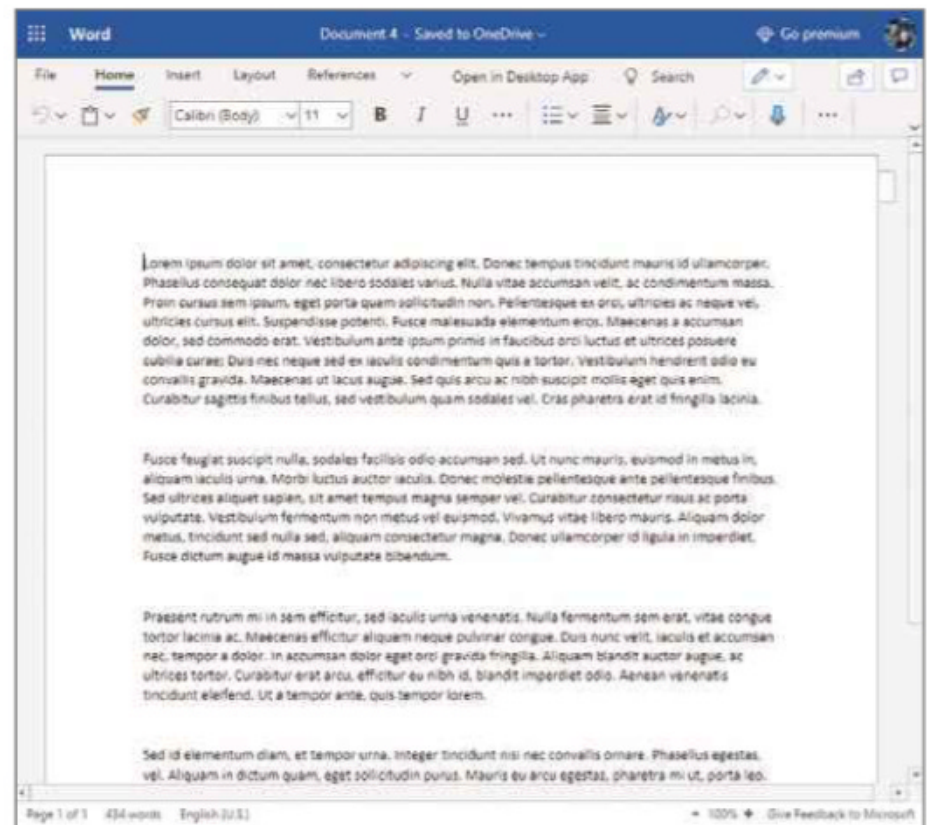 Word Document 4 - Saved to OneDrive Go premium
File Home Insert Layout References Open in Desktop App Search
Calibri (Body) 11 B I U ...
Lorem ipsum dolor sit amet, consectetur adipiscing elit. Donec tempus tincidunt mauris id ullamcorper.
Phasellus consequat dolor nec libero sodales varius. Nulla vitae accumsan velit, ac condimentum massa.
Proin cursus sem ipsum, eget porta quam sollicitudin non. Pellentesque ex orci, ultricies ac neque vel,
ultricies cursus elit. Suspendisse potenti. Fusce malesuada elementum eros. Maecenas a accumsan
dolor, sed commodo erat. Vestibulum ante ipsum primis in faucibus orci luctus et ultrices posuere
cubilia curae; Duis nec neque sed ex iaculis condimentum quis a tortor. Vestibulum hendrerit odio eu
convallis gravida. Maecenas ut lacus augue. Sed quis arcu ac nibh suscipit mollis eget quis enim.
Curabitur sagittis finibus tellus, sed vestibulum quam sodales vel. Cras pharetra erat id fringilla lacinia.
Fusce feugiat suscipit nulla, sodales facilisis odio accumsan sed. Ut nunc mauris, euismod in metus in,
aliquam iaculis urna. Morbi luctus auctor iaculis. Donec molestie pellentesque ante pellentesque finibus.
Sed ultrices aliquet sapien, sit amet tempus magna semper vel. Curabitur consectetur risus ac porta
vulputate. Vestibulum fermentum non metus vel euismod. Vivamus vitae libero mauris. Aliquam dolor
metus, tincidunt sed nulla sed, aliquam consectetur magna. Donec ullamcorper id ligula in imperdiet.
Fusce dictum augue id massa vulputate bibendum.
Praesent rutrum mi in sem efficitur, sed iaculis urna venenatis. Nulla fermentum sem erat, vitae congue
tortor lacinia ac. Maecenas efficitur aliquam neque pulvinar congue. Duis nunc velit, iaculis et accumsan
nec, tempor a dolor. In accumsan dolor eget orci gravida fringilla. Aliquam blandit auctor augue, ac
ultrices tortor. Curabitur erat arcu, efficitur eu nibh id, blandit imperdiet odio. Aenean venenatis
tincidunt eleifend. Ut a tempor ante, quis tempor lorem.
Sed id elementum diam, et tempor urna. Integer tincidunt nisi nec convallis ornare. Phasellus egestas,
vel. Aliquam in dictum quam, eget sollicitudin purus. Mauris eu arcu egestas, pharetra mi ut, porta leo.
Page 1 of 1 434 words English (U.S.) 100% Give Feedback to Microsoft